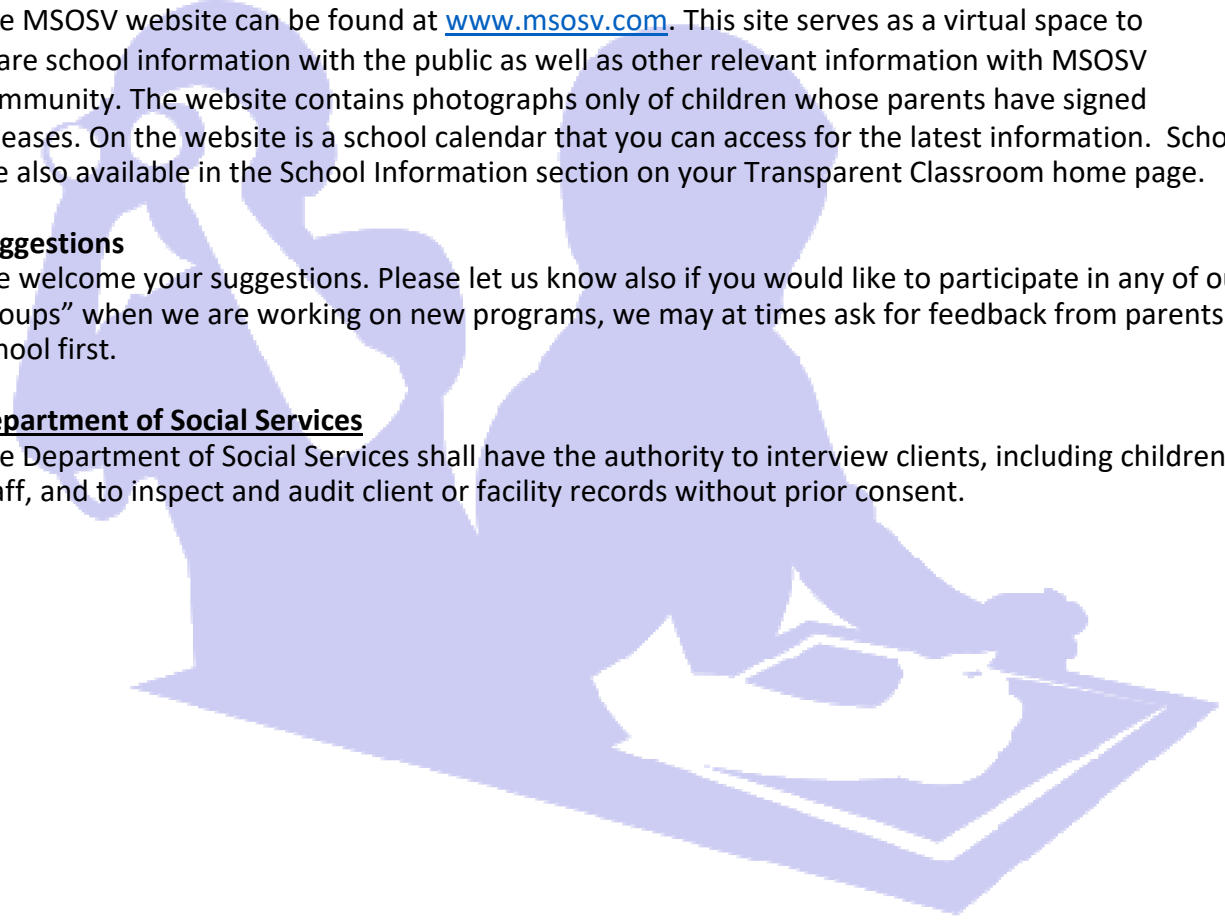 e MSOSV website can be found at www.msosv.com. This site serves as a virtual space to
are school information with the public as well as other relevant information with MSOSV
mmunity. The website contains photographs only of children whose parents have signed
eases. On the website is a school calendar that you can access for the latest information. Scho
e also available in the School Information section on your Transparent Classroom home page.
ggestions
e welcome your suggestions. Please let us know also if you would like to participate in any of ou
oups” when we are working on new programs, we may at times ask for feedback from parents
hool first.
epartment of Social Services
e Department of Social Services shall have the authority to interview clients, including children
aff, and to inspect and audit client or facility records without prior consent.